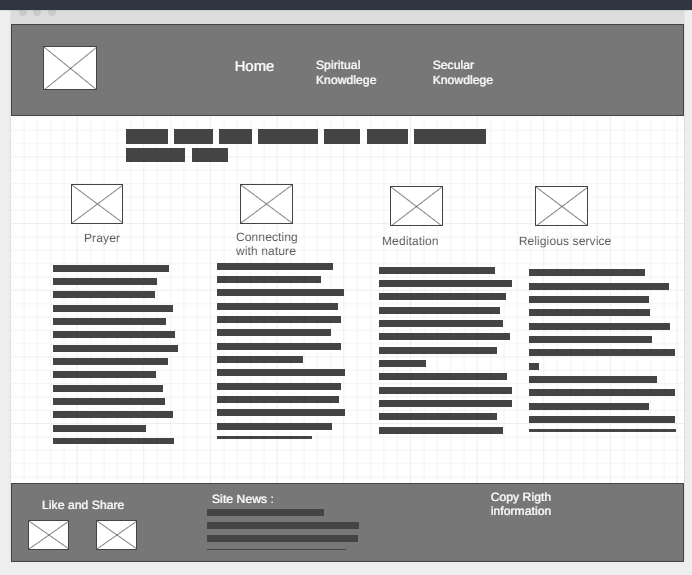 Home
Spiritual
Knowdlege
Secular
Knowdlege
Prayer
Connecting
with nature
Meditation
Religious service
Like and Share
Site News :
Copy Rigth
information